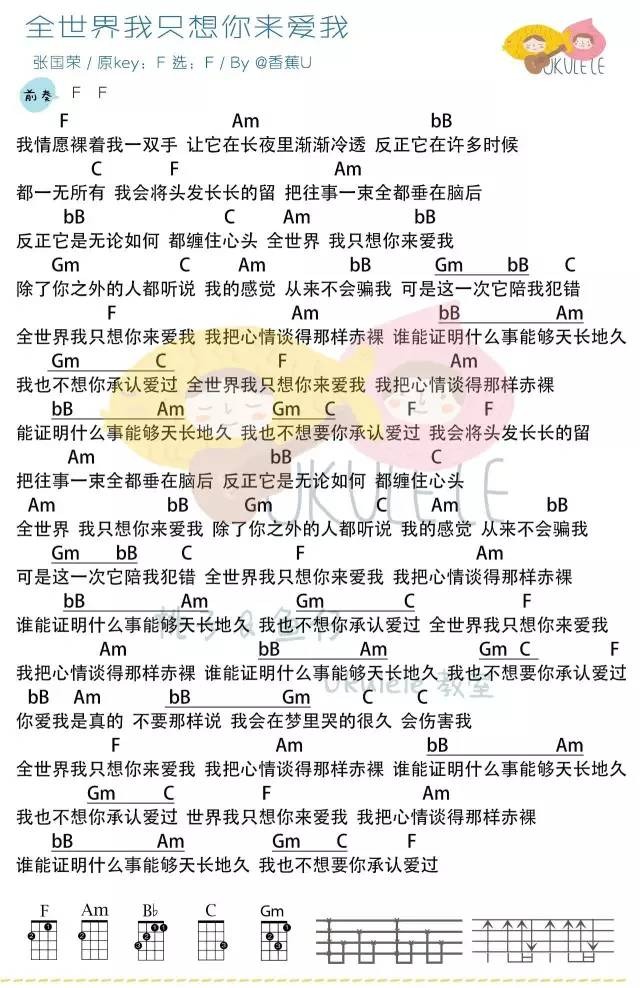 全世界我只想你来爱我
张国荣 / 原key：F 选：F / By @香蕉U
UKULELE
前奏 F F
F Am bB
我情愿裸着我一双手 让它在长夜里渐渐冷透 反正它在许多时候
C F Am
都一无所有 我会将头发长长的留 把往事一束全都垂在脑后
bB C Am bB
反正它是无论如何 都缠住心头 全世界 我只想你来爱我
Gm C Am bB Gm bB C
除了你之外的人都听说 我的感觉 从来不会骗我 可是这一次它陪我犯错
F Am bB Am
全世界我只想你来爱我 我把心情谈得那样赤裸 谁能证明什么事能够天长地久
Gm C F Am
我也不想你承认爱过 全世界我只想你来爱我 我把心情谈得那样赤裸
bB Am Gm C F F
能证明什么事能够天长地久 我也不想要你承认爱过 我会将头发长长的留
Am bB C
把往事一束全都垂在脑后 反正它是无论如何 都缠住心头
UKULELE
Am bB Gm C Am bB
全世界 我只想你来爱我 除了你之外的人都听说 我的感觉 从来不会骗我
Gm bB C F Am
可是这一次它陪我犯错 全世界我只想你来爱我 我把心情谈得那样赤裸
bB Am Gm C F
谁能证明什么事能够天长地久 我也不想要你承认爱过 全世界我只想你来爱我
桃子&鱼仔
Am bB Am Gm C F
我把心情谈得那样赤裸 谁能证明什么事能够天长地久 我也不想要你承认爱过
Ukulele 教室
bB Am bB Gm C C
你爱我是真的 不要那样说 我会在梦里哭的很久 会伤害我
F Am bB Am
全世界我只想你来爱我 我把心情谈得那样赤裸 谁能证明什么事能够天长地久
Gm C F Am
我也不想你承认爱过 世界我只想你来爱我 我把心情谈得那样赤裸
bB Am Gm C F
谁能证明什么事能够天长地久 我也不想要你承认爱过
F Am B♭ C Gm